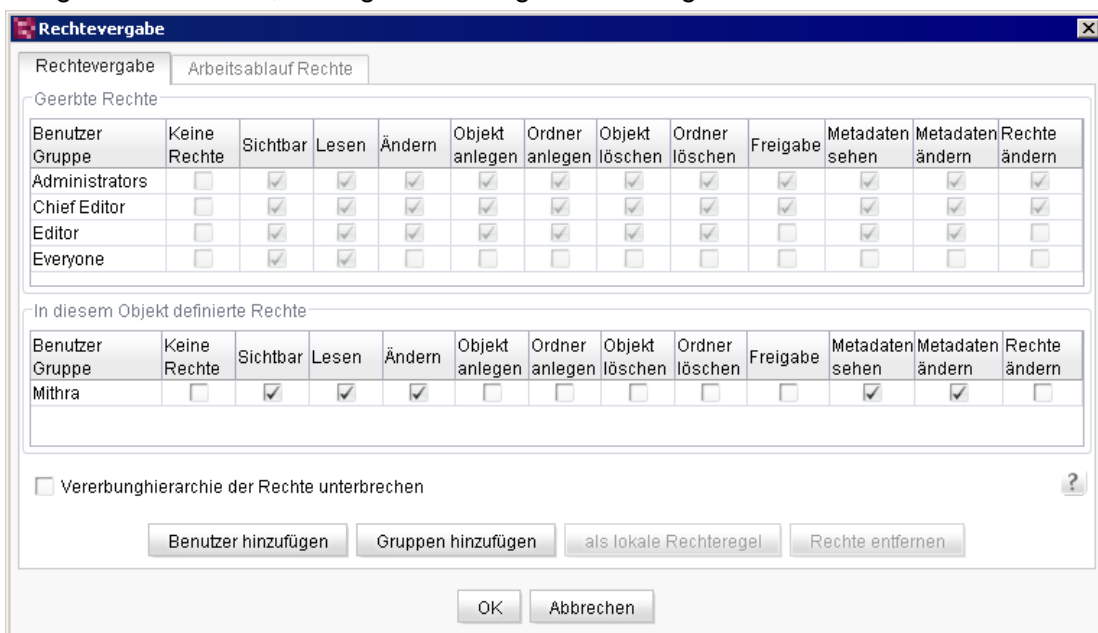 Rechtevergabe
Rechtevergabe Arbeitsablauf Rechte
Geerbte Rechte
Benutzer Gruppe Keine Rechte Sichtbar Lesen Ändern Objekt anlegen Ordner anlegen Objekt löschen Ordner löschen Freigabe Metadaten sehen Metadaten ändern Rechte ändern
Administrators
Chief Editor
Editor
Everyone
In diesem Objekt definierte Rechte
Benutzer Gruppe Keine Rechte Sichtbar Lesen Ändern Objekt anlegen Ordner anlegen Objekt löschen Ordner löschen Freigabe Metadaten sehen Metadaten ändern Rechte ändern
Mithra
Vererbunghierarchie der Rechte unterbrechen ?
Benutzer hinzufügen Gruppen hinzufügen als lokale Rechteregel Rechte entfernen
OK Abbrechen